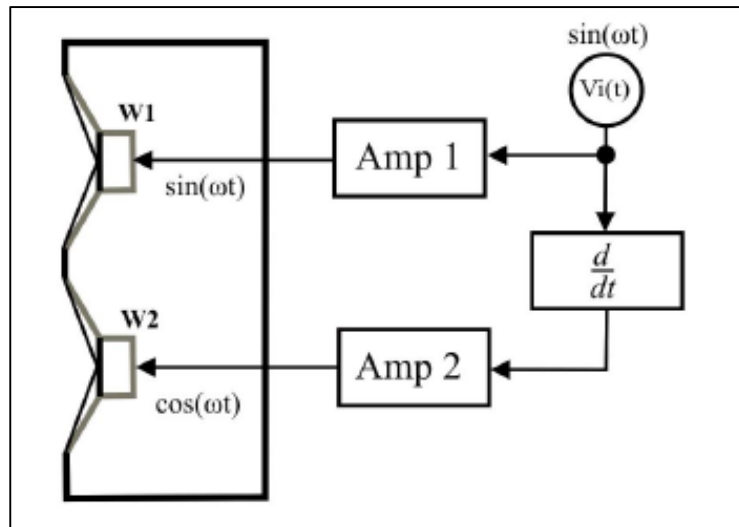 sin(ωt)
Vi(t)
W1
Amp 1
sin(ωt)
d
dt
W2
Amp 2
cos(ωt)